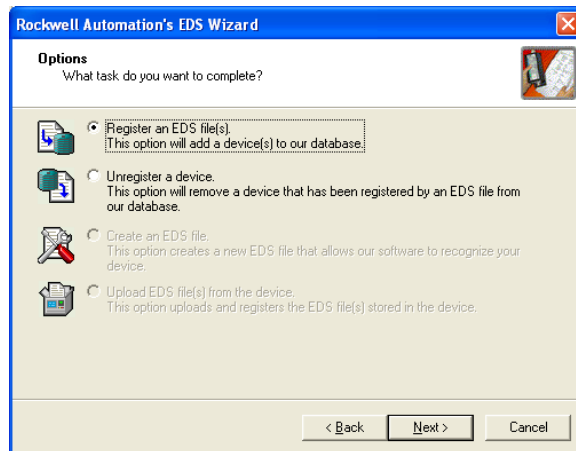 Rockwell Automation's EDS Wizard
Options
What task do you want to complete?
Register an EDS file(s).
This option will add a device(s) to our database.
Unregister a device.
This option will remove a device that has been registered by an EDS file from
our database.
Create an EDS file.
This option creates a new EDS file that allows our software to recognize your
device.
Upload EDS file(s) from the device.
This option uploads and registers the EDS file(s) stored in the device.
< Back
Next >
Cancel